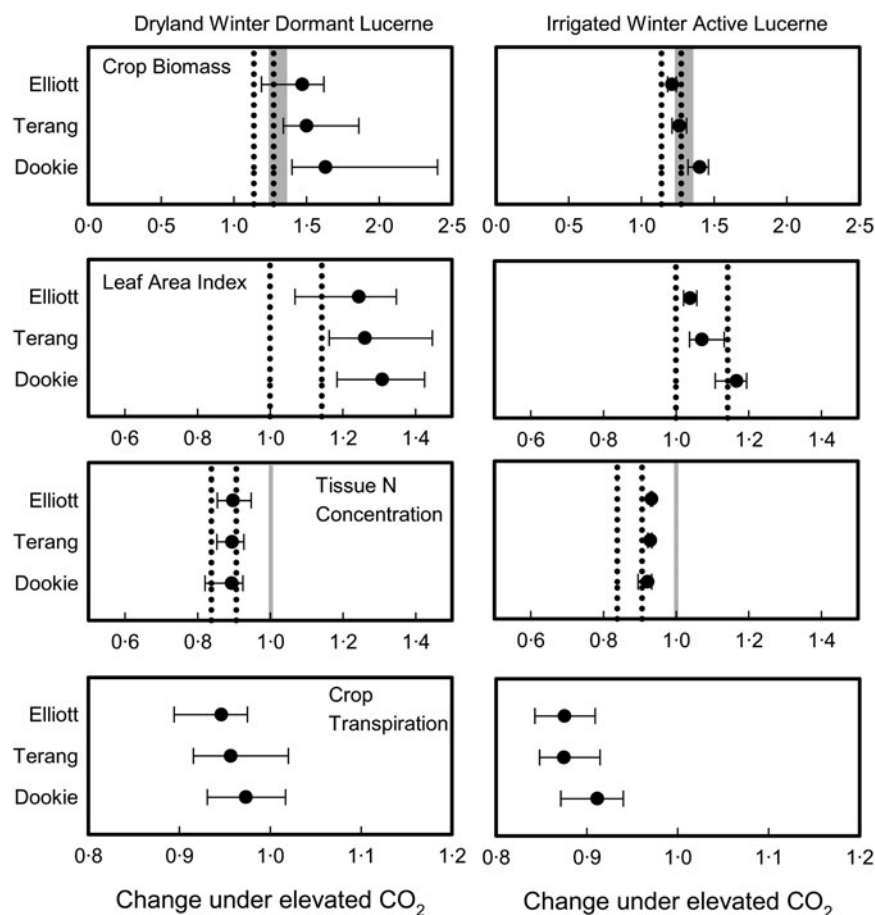 Dryland Winter Dormant Lucerne
Irrigated Winter Active Lucerne
Crop Biomass
Elliott
Terang
Dookie
0·0 0·5 1·0 1·5 2·0 2·5
0·0 0·5 1·0 1·5 2·0 2·5
Leaf Area Index
Elliott
Terang
Dookie
0·6 0·8 1·0 1·2 1·4
0·6 0·8 1·0 1·2 1·4
Tissue N
Concentration
Elliott
Terang
Dookie
0·6 0·8 1·0 1·2 1·4
0·6 0·8 1·0 1·2 1·4
Crop
Transpiration
Elliott
Terang
Dookie
0·8 0·9 1·0 1·1 1·2
0·8 0·9 1·0 1·1 1·2
Change under elevated CO₂
Change under elevated CO₂